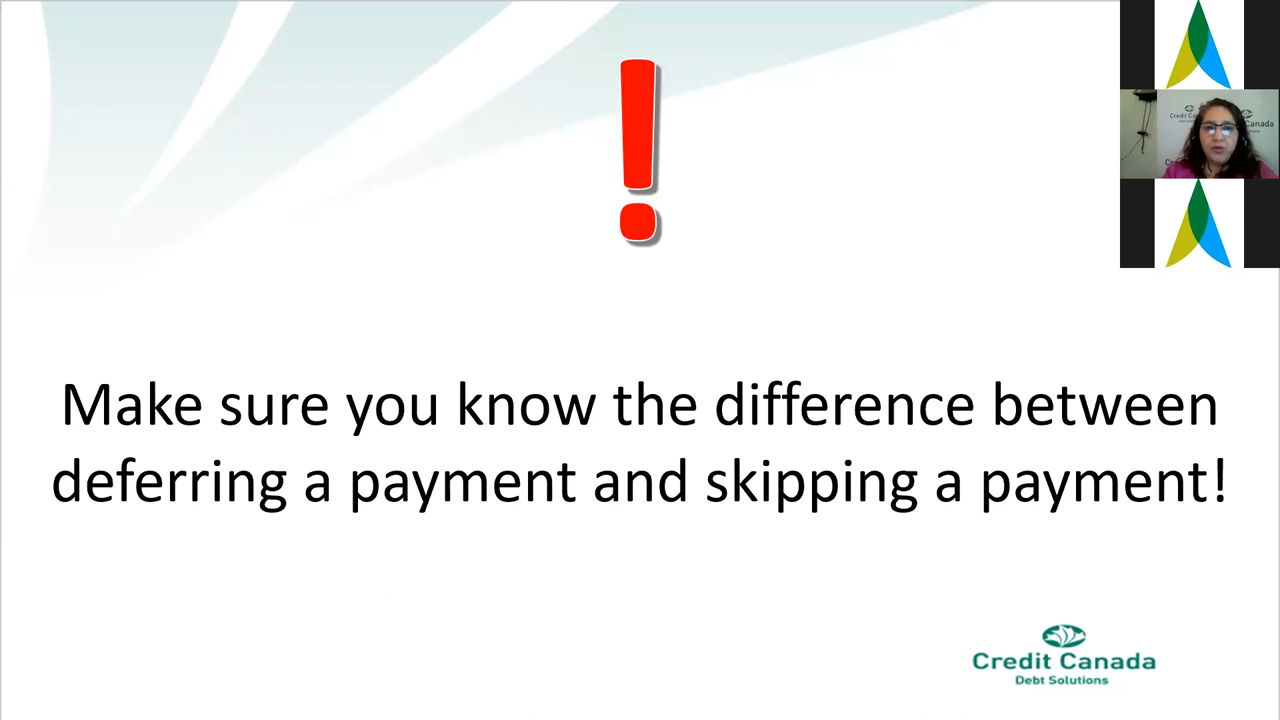 !
Make sure you know the difference between
deferring a payment and skipping a payment!
Credit Canada
Debt Solutions